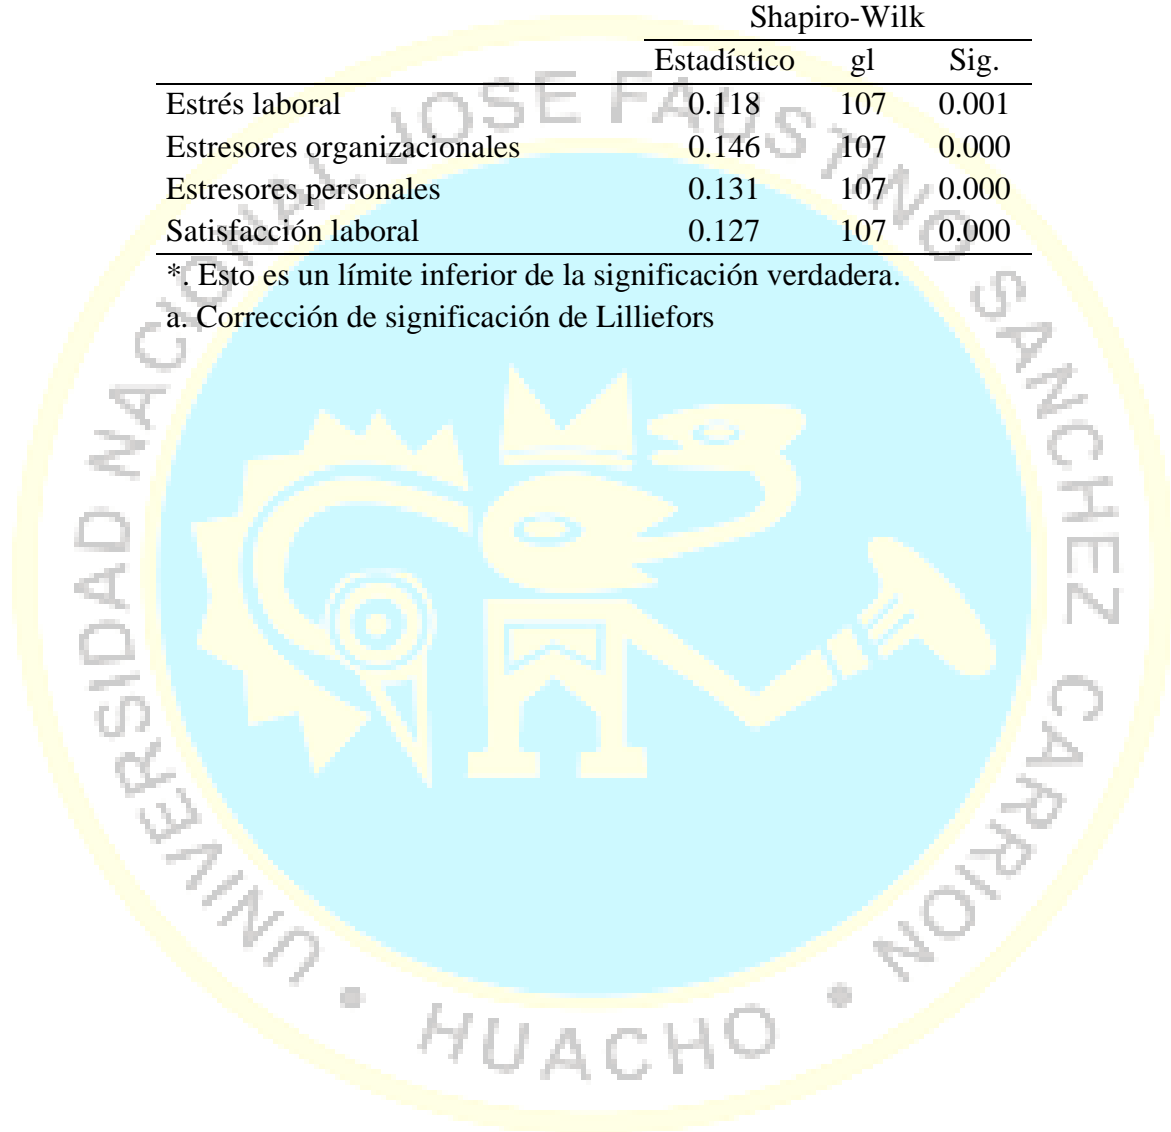 Shapiro-Wilk
Estadístico gl Sig.
Estrés laboral 0.118 107 0.001
Estresores organizacionales 0.146 107 0.000
Estresores personales 0.131 107 0.000
Satisfacción laboral 0.127 107 0.000
*. Esto es un límite inferior de la significación verdadera.
a. Corrección de significación de Lilliefors
UNIVERSIDAD NACIONAL JOSE FAUSTINO SANCHEZ CARRION • HUACHO •